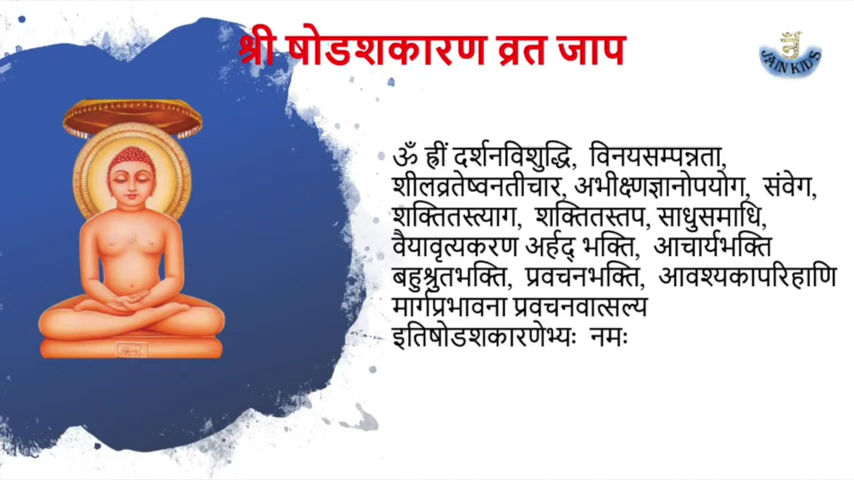 श्री षोडशकारण व्रत जाप
JAIN KIDS
ॐ ह्रीं दर्शनविशुद्धि, विनयसम्पन्नता,
शीलव्रतेष्वनतीचार, अभीक्ष्णज्ञानोपयोग, संवेग,
शक्तितस्त्याग, शक्तितस्तप, साधुसमाधि,
वैयावृत्यकरण अर्हद् भक्ति, आचार्यभक्ति
बहुश्रुतभक्ति, प्रवचनभक्ति, आवश्यकापरिहाणि
मार्गप्रभावना प्रवचनवात्सल्य
इतिषोडशकारणेभ्यः नमः